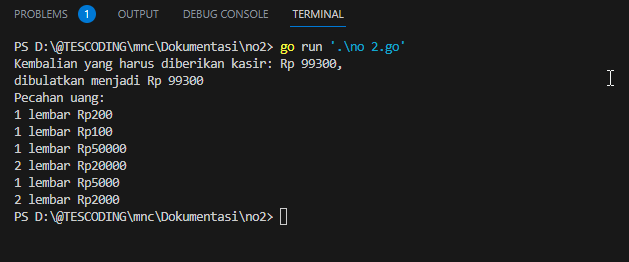 PROBLEMS 1 OUTPUT DEBUG CONSOLE TERMINAL
PS D:\@TESCODING\mnc\Dokumentasi\no2> go run '.\no 2.go'
Kembalian yang harus diberikan kasir: Rp 99300,
dibulatkan menjadi Rp 99300
Pecahan uang:
1 lembar Rp200
1 lembar Rp100
1 lembar Rp50000
2 lembar Rp20000
1 lembar Rp5000
2 lembar Rp2000
PS D:\@TESCODING\mnc\Dokumentasi\no2>